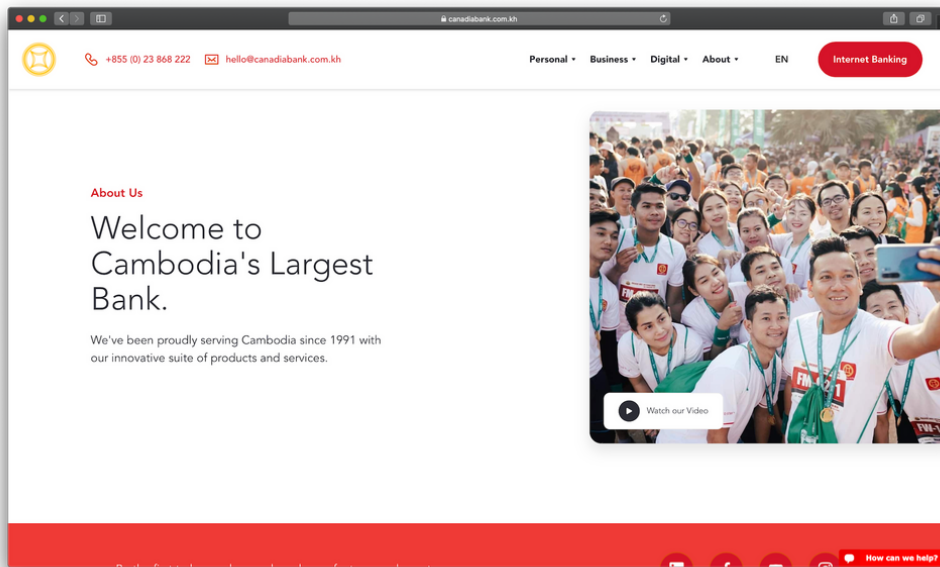 canadiabank.com.kh
+855 (0) 23 868 222
hello@canadiabank.com.kh
Personal
Business
Digital
About
EN
Internet Banking
About Us
Welcome to
Cambodia's Largest
Bank.
We've been proudly serving Cambodia since 1991 with
our innovative suite of products and services.
Watch our Video
How can we help?